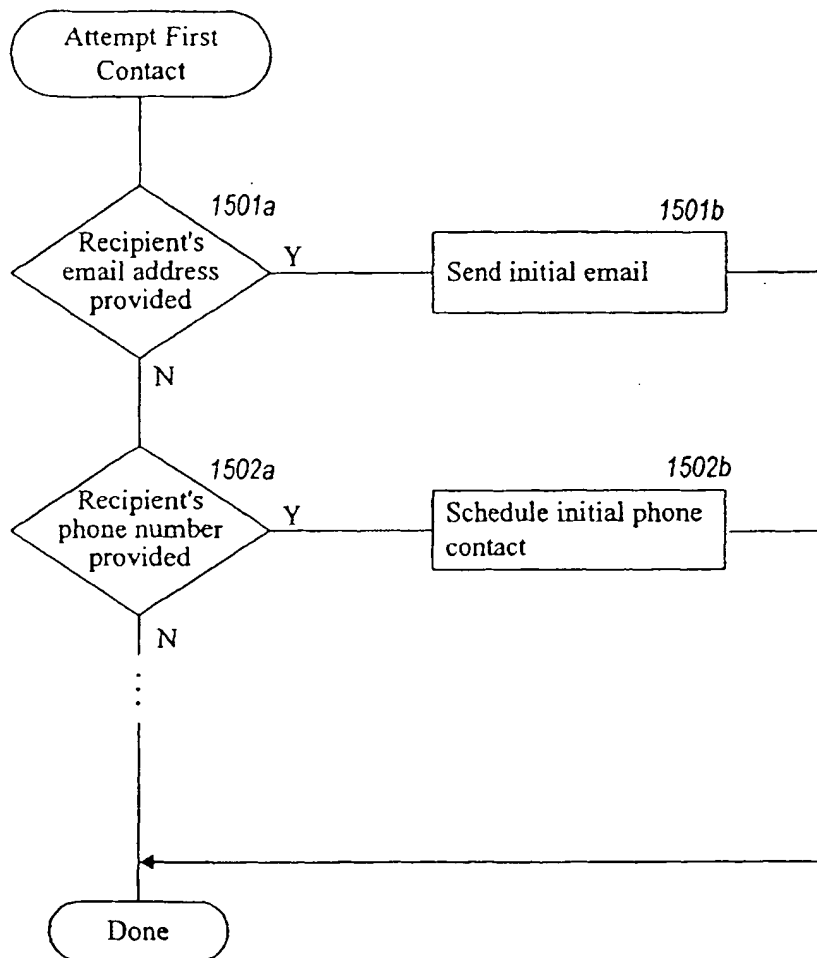 Attempt First
Contact
1501a
Recipient's
email address
provided
Y
1501b
Send initial email
N
1502a
Recipient's
phone number
provided
Y
1502b
Schedule initial phone
contact
N
Done